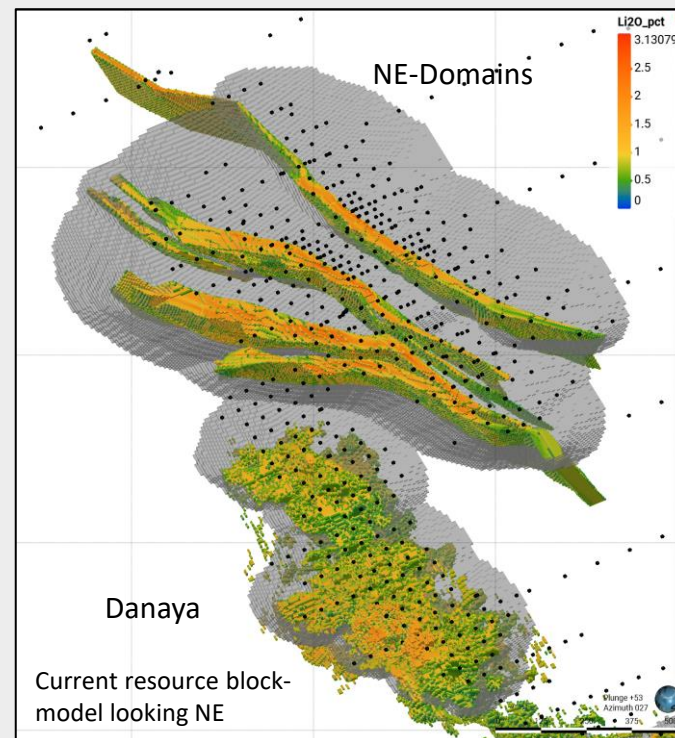 Li2O_pct
3.13079
2.5
2
1.5
1
0.5
0
NE-Domains
Danaya
Current resource block-
model looking NE
Plunge +53
Azimuth 027
375